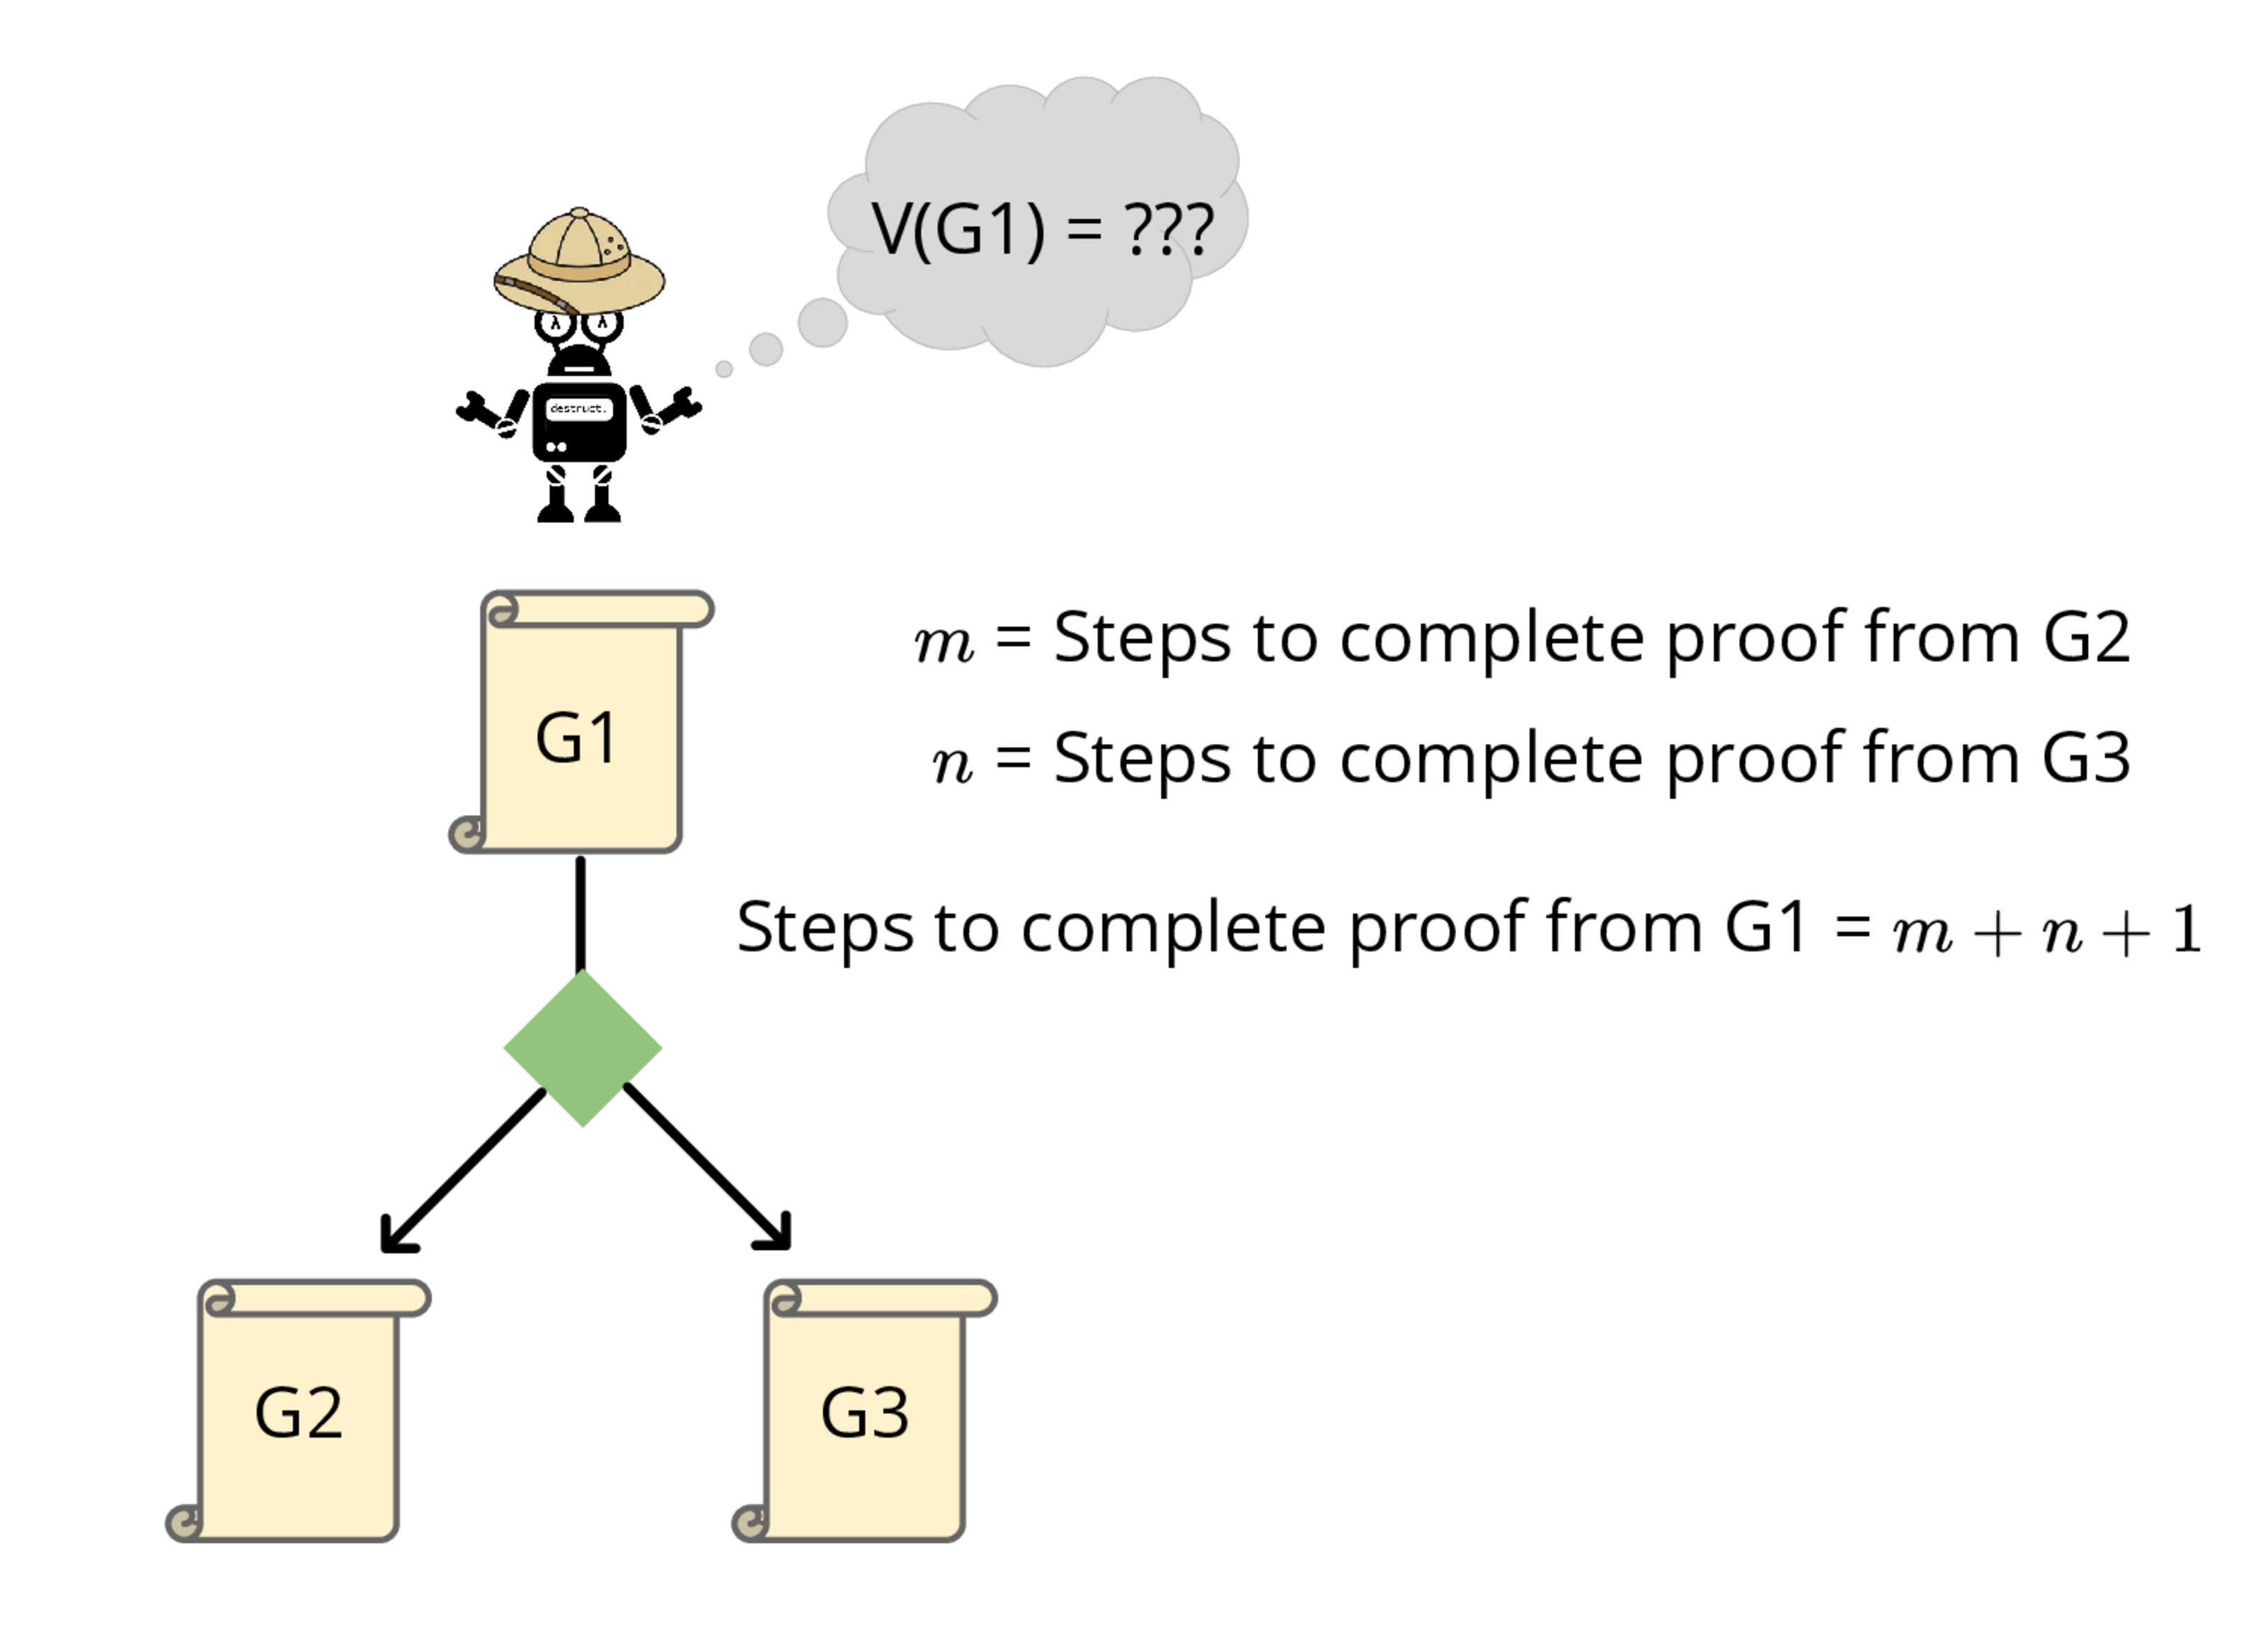 V(G1) = ???
λ λ
destruct.
G1
m = Steps to complete proof from G2
n = Steps to complete proof from G3
Steps to complete proof from G1 = m + n + 1
G2
G3